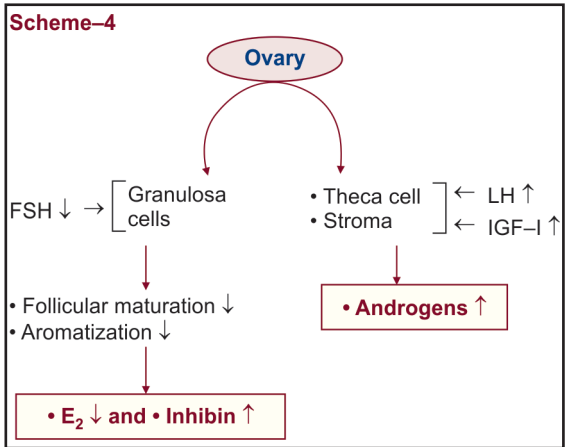 Scheme–4
Ovary
FSH ↓ →
Granulosa
cells
• Theca cell
• Stroma
← LH ↑
← IGF–I ↑
• Follicular maturation ↓
• Aromatization ↓
• Androgens ↑
• E₂ ↓ and • Inhibin ↑